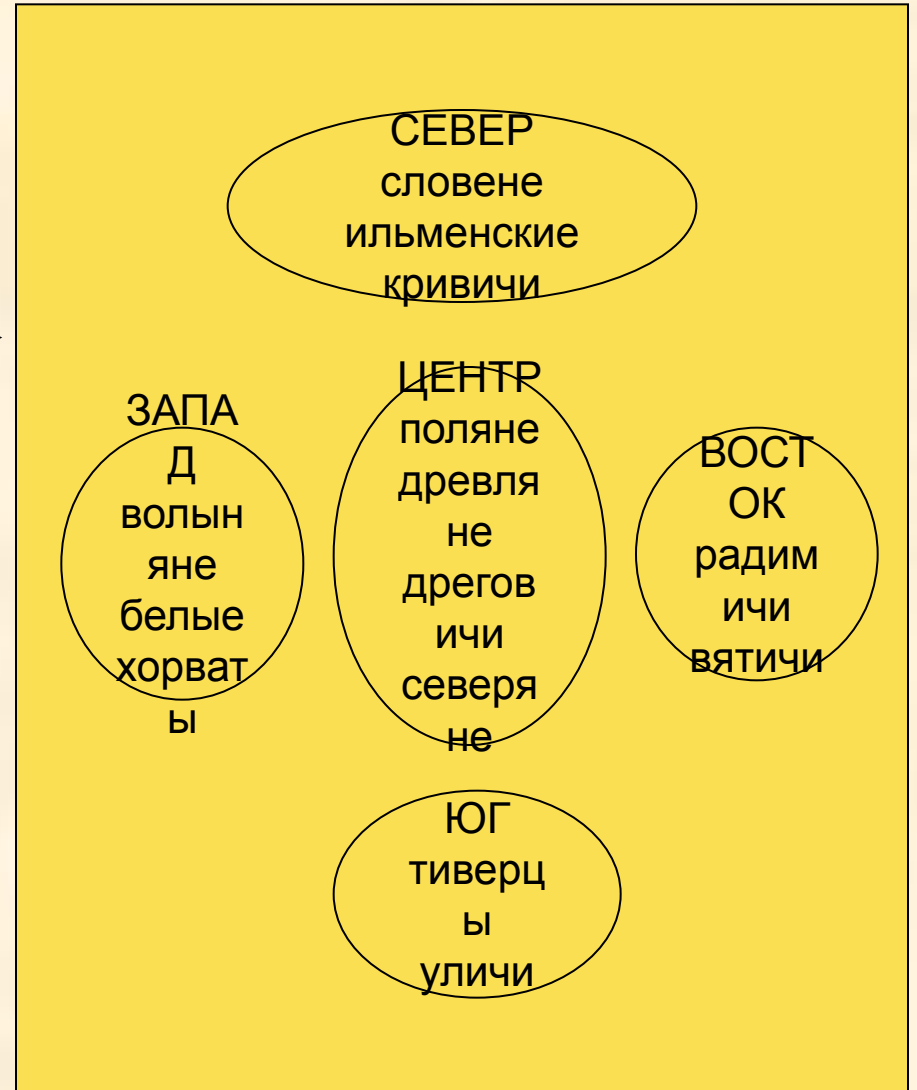 СЕВЕР
словене
ильменские
кривичи
ЗАПА
Д
волын
яне
белые
хорват
ы
ЦЕНТР
поляне
древля
не
дрегов
ичи
северя
не
ВОСТ
ОК
радим
ичи
вятичи
ЮГ
тиверц
ы
уличи